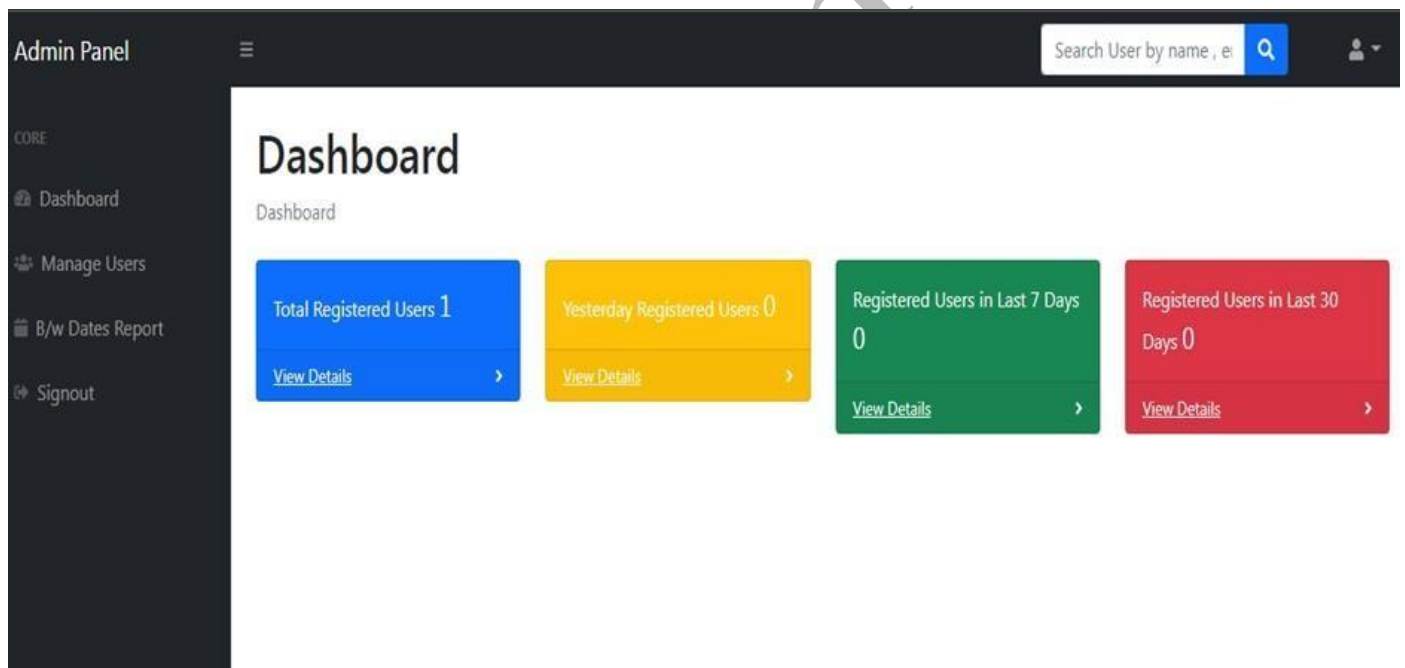 Admin Panel
Search User by name , e
CORE
Dashboard
Manage Users
B/w Dates Report
Signout
Dashboard
Dashboard
Total Registered Users 1
View Details
Yesterday Registered Users 0
View Details
Registered Users in Last 7 Days
0
View Details
Registered Users in Last 30
Days 0
View Details